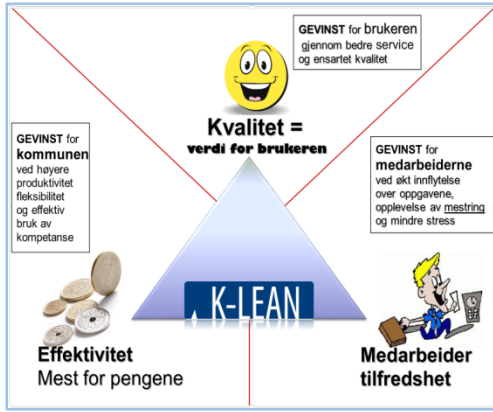 GEVINST for brukeren
gjennom bedre service
og ensartet kvalitet
Kvalitet =
verdi for brukeren
GEVINST for
kommunen
ved høyere
produktivitet
fleksibilitet
og effektiv
bruk av
kompetanse
GEVINST for
medarbeiderne
ved økt innflytelse
over oppgavene,
opplevelse av mestring
og mindre stress
K-LEAN
Effektivitet
Mest for pengene
Medarbeider
tilfredshet